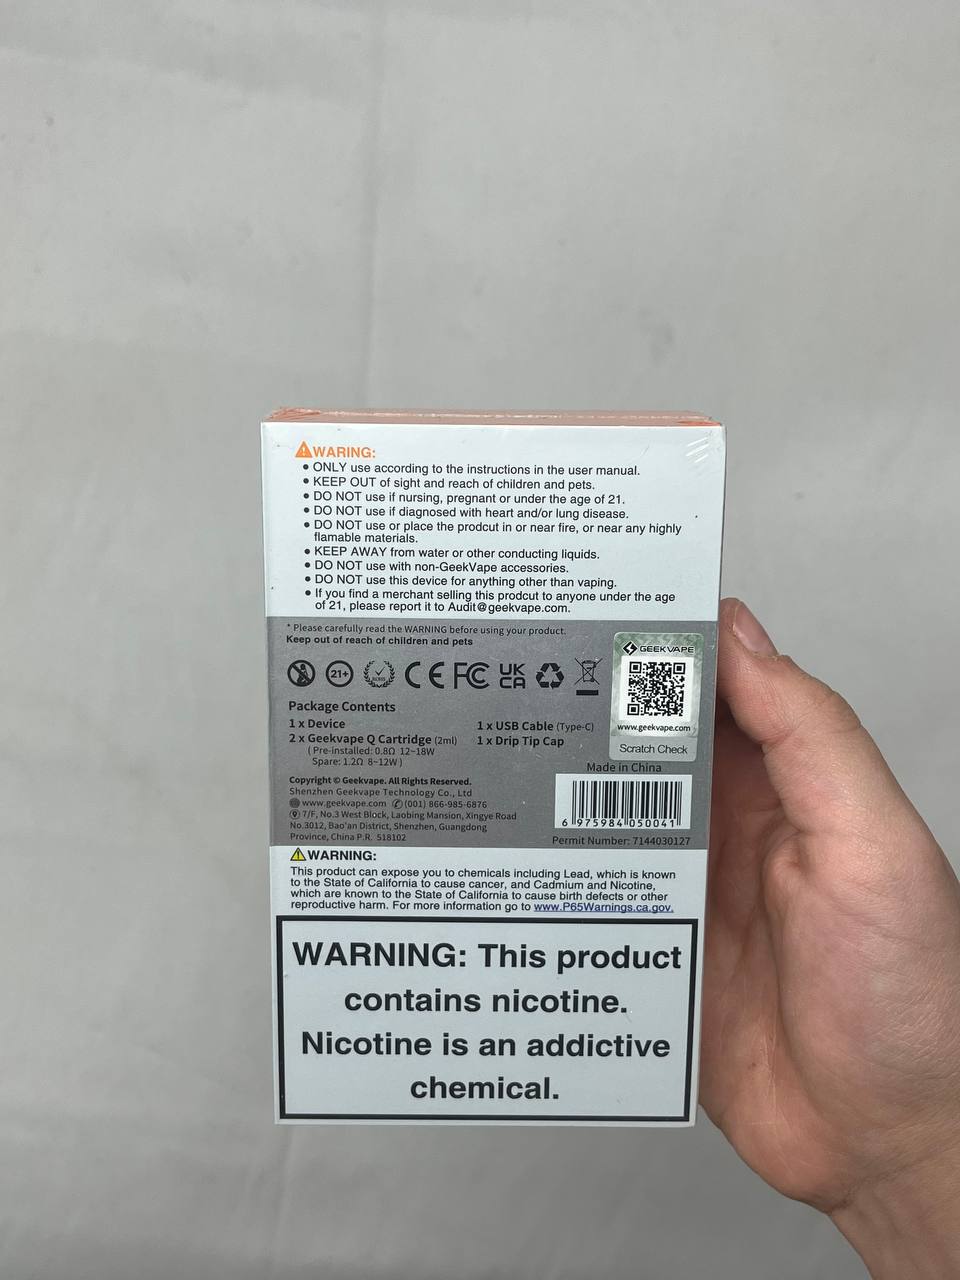 WARING:
• ONLY use according to the instructions in the user manual.
• KEEP OUT of sight and reach of children and pets.
• DO NOT use if nursing, pregnant or under the age of 21.
• DO NOT use if diagnosed with heart and/or lung disease.
• DO NOT use or place the prodcut in or near fire, or near any highly
flamable materials.
• KEEP AWAY from water or other conducting liquids.
• DO NOT use with non-GeekVape accessories.
• DO NOT use this device for anything other than vaping.
• If you find a merchant selling this prodcut to anyone under the age
of 21, please report it to Audit@geekvape.com.
* Please carefully read the WARNING before using your product.
Keep out of reach of children and pets
21+
RoHS
CE FC UK
CA
GEEKVAPE
www.geekvape.com
Scratch Check
Package Contents
1 x Device
2 x Geekvape Q Cartridge (2ml)
( Pre-installed: 0.8Ω 12~18W
Spare: 1.2Ω 8~12W )
1 x USB Cable (Type-C)
1 x Drip Tip Cap
Made in China
Copyright © Geekvape. All Rights Reserved.
Shenzhen Geekvape Technology Co., Ltd
www.geekvape.com (001) 866-985-6876
7/F, No.3 West Block, Laobing Mansion, Xingye Road
No.3012, Bao'an District, Shenzhen, Guangdong
Province, China P.R. 518102
6 975984 050041
Permit Number: 7144030127
WARNING:
This product can expose you to chemicals including Lead, which is known
to the State of California to cause cancer, and Cadmium and Nicotine,
which are known to the State of California to cause birth defects or other
reproductive harm. For more information go to www.P65Warnings.ca.gov.
WARNING: This product
contains nicotine.
Nicotine is an addictive
chemical.